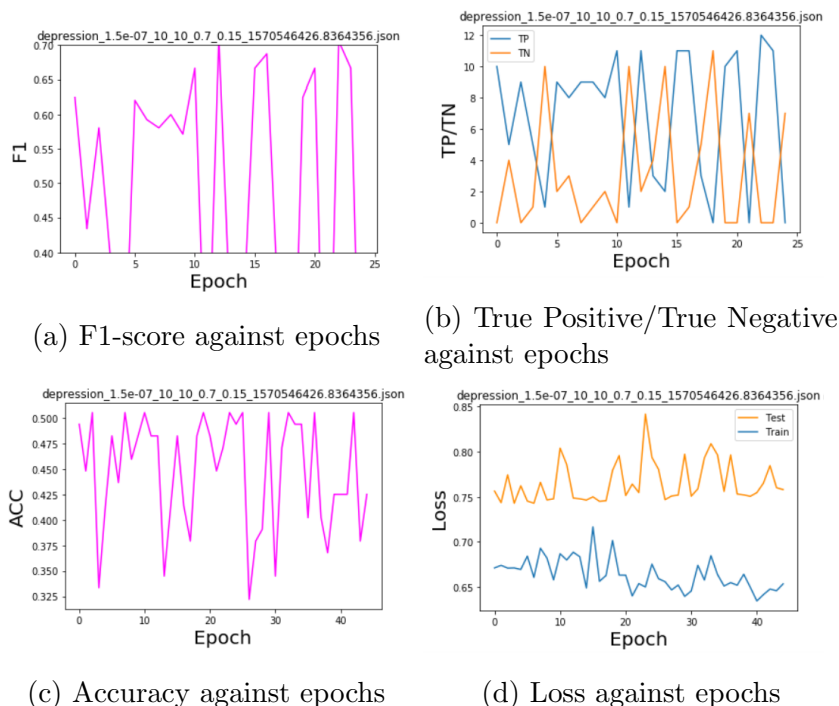 depression_1.5e-07_10_10_0.7_0.15_1570546426.8364356.json
0.70
0.65
0.60
0.55
0.50
0.45
0.40
F1
0 5 10 15 20 25
Epoch
(a) F1-score against epochs
depression_1.5e-07_10_10_0.7_0.15_1570546426.8364356.json
TP
TN
12
10
8
6
4
2
0
TP/TN
0 5 10 15 20 25
Epoch
(b) True Positive/True Negative
against epochs
depression_1.5e-07_10_10_0.7_0.15_1570546426.8364356.json
0.500
0.475
0.450
0.425
0.400
0.375
0.350
0.325
ACC
0 10 20 30 40
Epoch
(c) Accuracy against epochs
depression_1.5e-07_10_10_0.7_0.15_1570546426.8364356.json
Test
Train
0.85
0.80
0.75
0.70
0.65
Loss
0 10 20 30 40
Epoch
(d) Loss against epochs